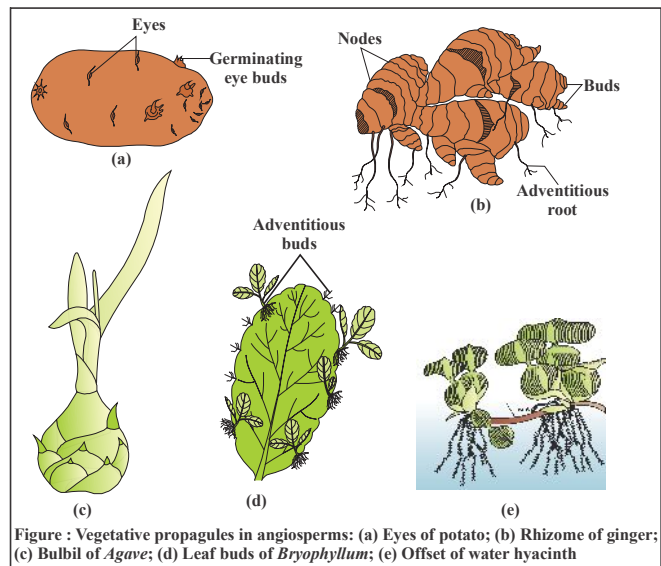 Eyes
Germinating
eye buds
(a)
Nodes
Buds
Adventitious
root
(b)
Adventitious
buds
(c)
(d)
(e)
Figure : Vegetative propagules in angiosperms: (a) Eyes of potato; (b) Rhizome of ginger;
(c) Bulbil of Agave; (d) Leaf buds of Bryophyllum; (e) Offset of water hyacinth